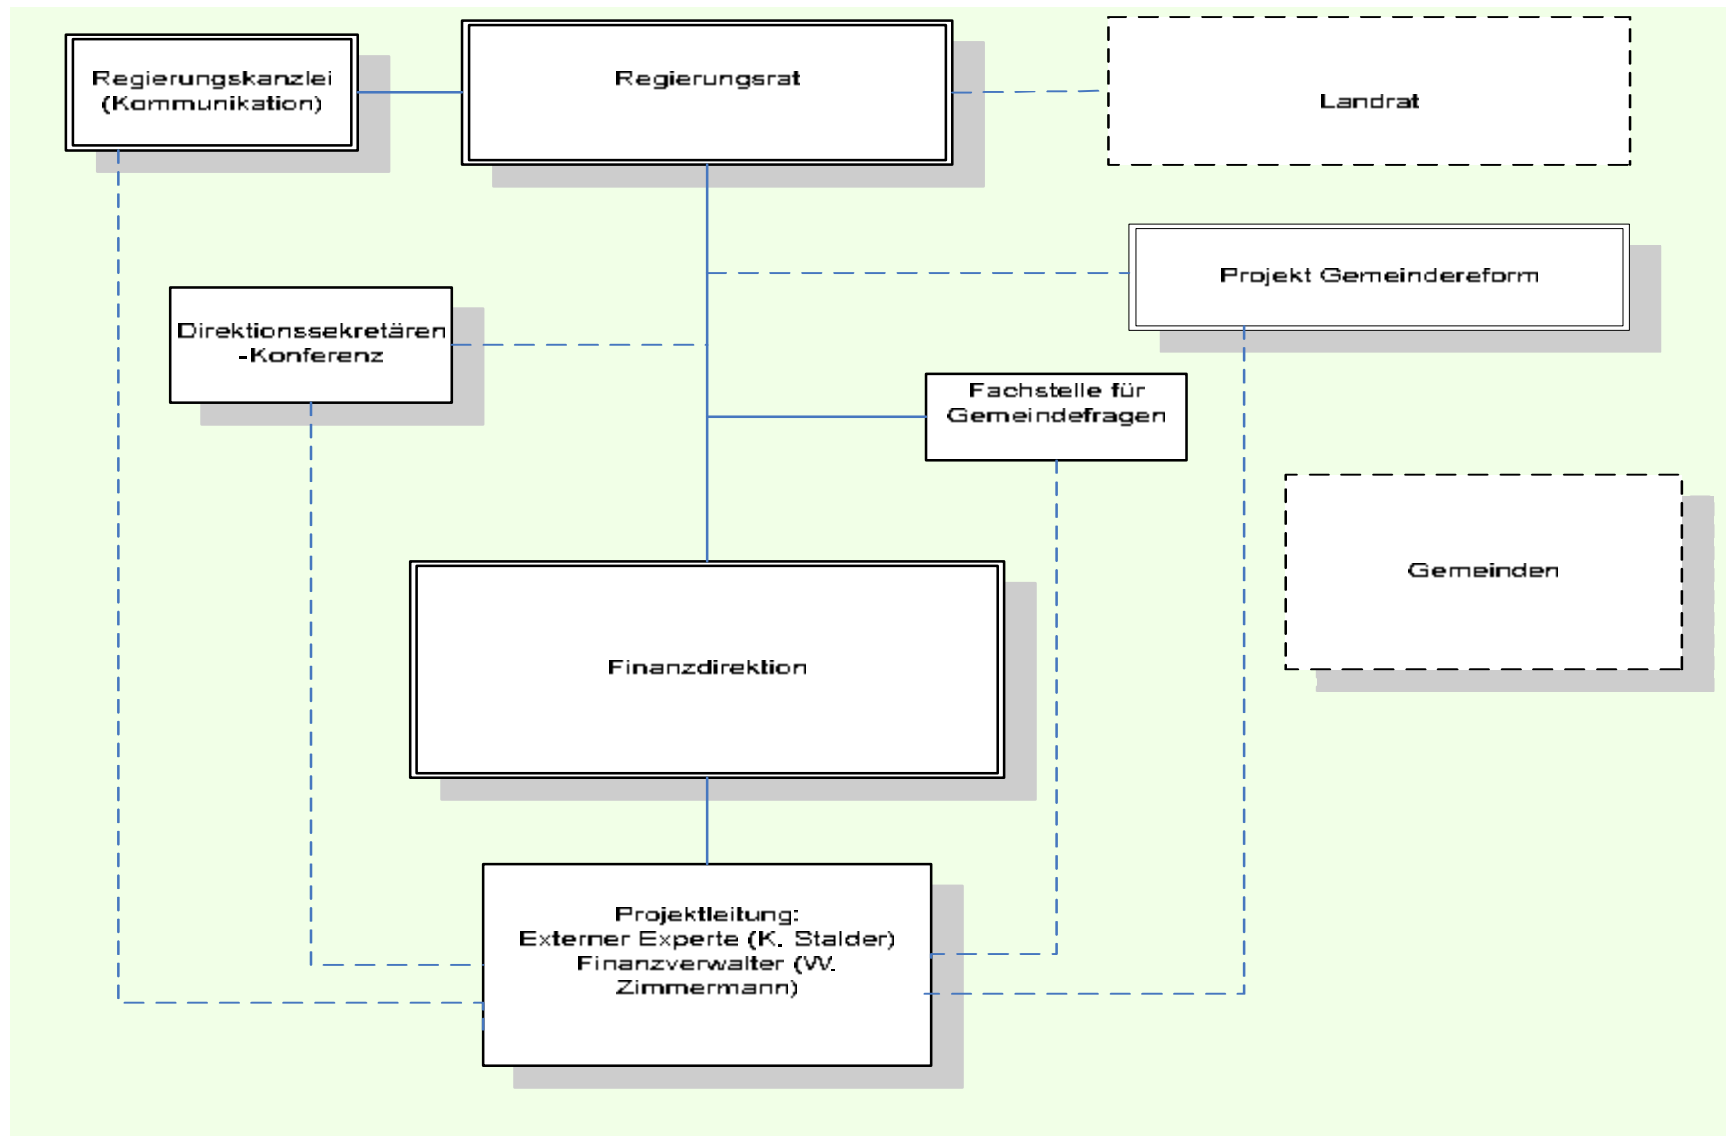 Regierungskanzlei
(Kommunikation)
Regierungsrat
Landrat
Projekt Gemeindereform
Direktionssekretären
-Konferenz
Fachstelle für
Gemeindefragen
Gemeinden
Finanzdirektion
Projektleitung:
Externer Experte (K. Stalder)
Finanzverwalter (W.
Zimmermann)